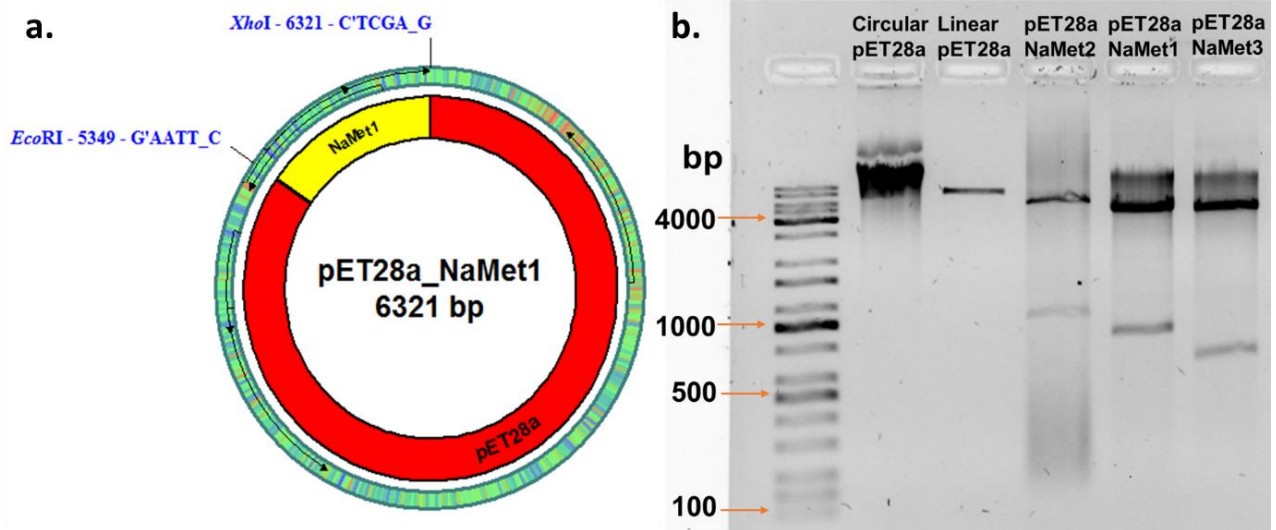 a.
XhoI - 6321 - C'TCGA_G
EcoRI - 5349 - G'AATT_C
NaMet1
pET28a_NaMet1
6321 bp
pET28a
b.
Circular
pET28a
Linear
pET28a
pET28a
NaMet2
pET28a
NaMet1
pET28a
NaMet3
bp
4000
1000
500
100